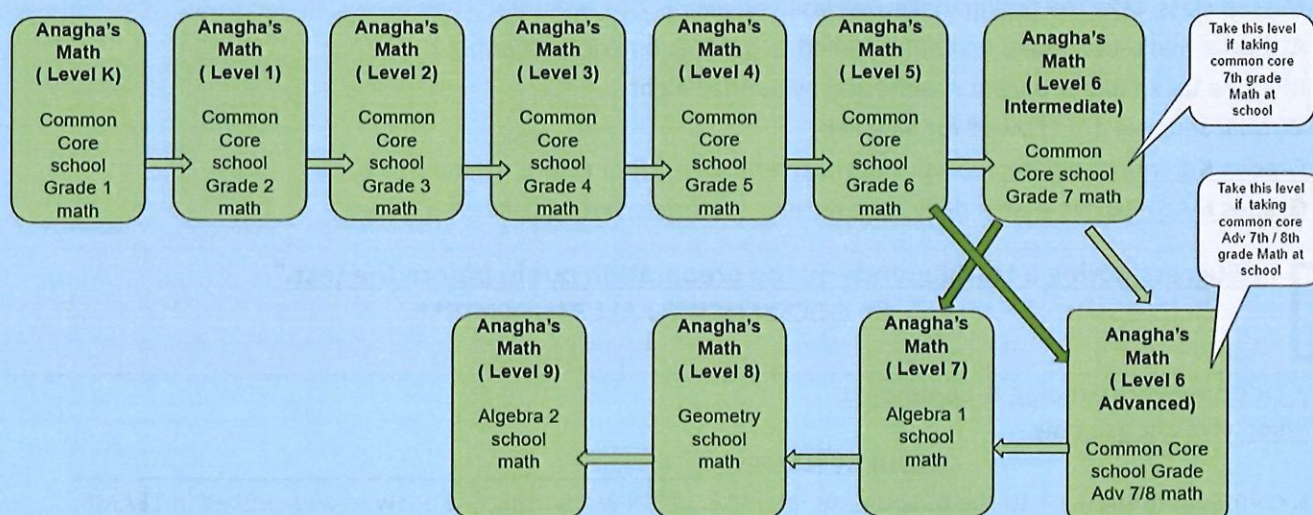 Anagha's
Math
( Level K)
Common
Core
school
Grade 1
math
Anagha's
Math
( Level 1)
Common
Core
school
Grade 2
math
Anagha's
Math
( Level 2)
Common
Core
school
Grade 3
math
Anagha's
Math
( Level 3)
Common
Core
school
Grade 4
math
Anagha's
Math
( Level 4)
Common
Core
school
Grade 5
math
Anagha's
Math
( Level 5)
Common
Core
school
Grade 6
math
Anagha's
Math
( Level 6
Intermediate)
Common
Core school
Grade 7 math
Take this level
if taking
common core
7th grade
Math at
school
Take this level
if taking
common core
Adv 7th / 8th
grade Math at
school
Anagha's
Math
( Level 9)
Algebra 2
school
math
Anagha's
Math
( Level 8)
Geometry
school
math
Anagha's
Math
( Level 7)
Algebra 1
school
math
Anagha's
Math
( Level 6
Advanced)
Common Core
school Grade
Adv 7/8 math